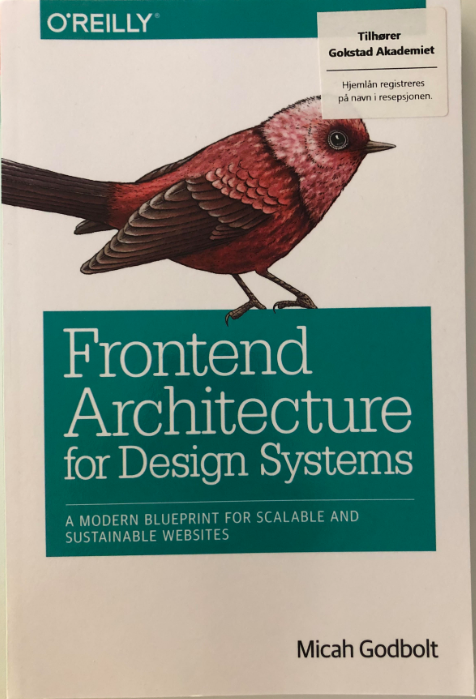 O'REILLY®
Tilhører
Gokstad Akademiet
Hjemlån registreres
på navn i resepsjonen.
Frontend
Architecture
for Design Systems
A MODERN BLUEPRINT FOR SCALABLE AND
SUSTAINABLE WEBSITES
Micah Godbolt